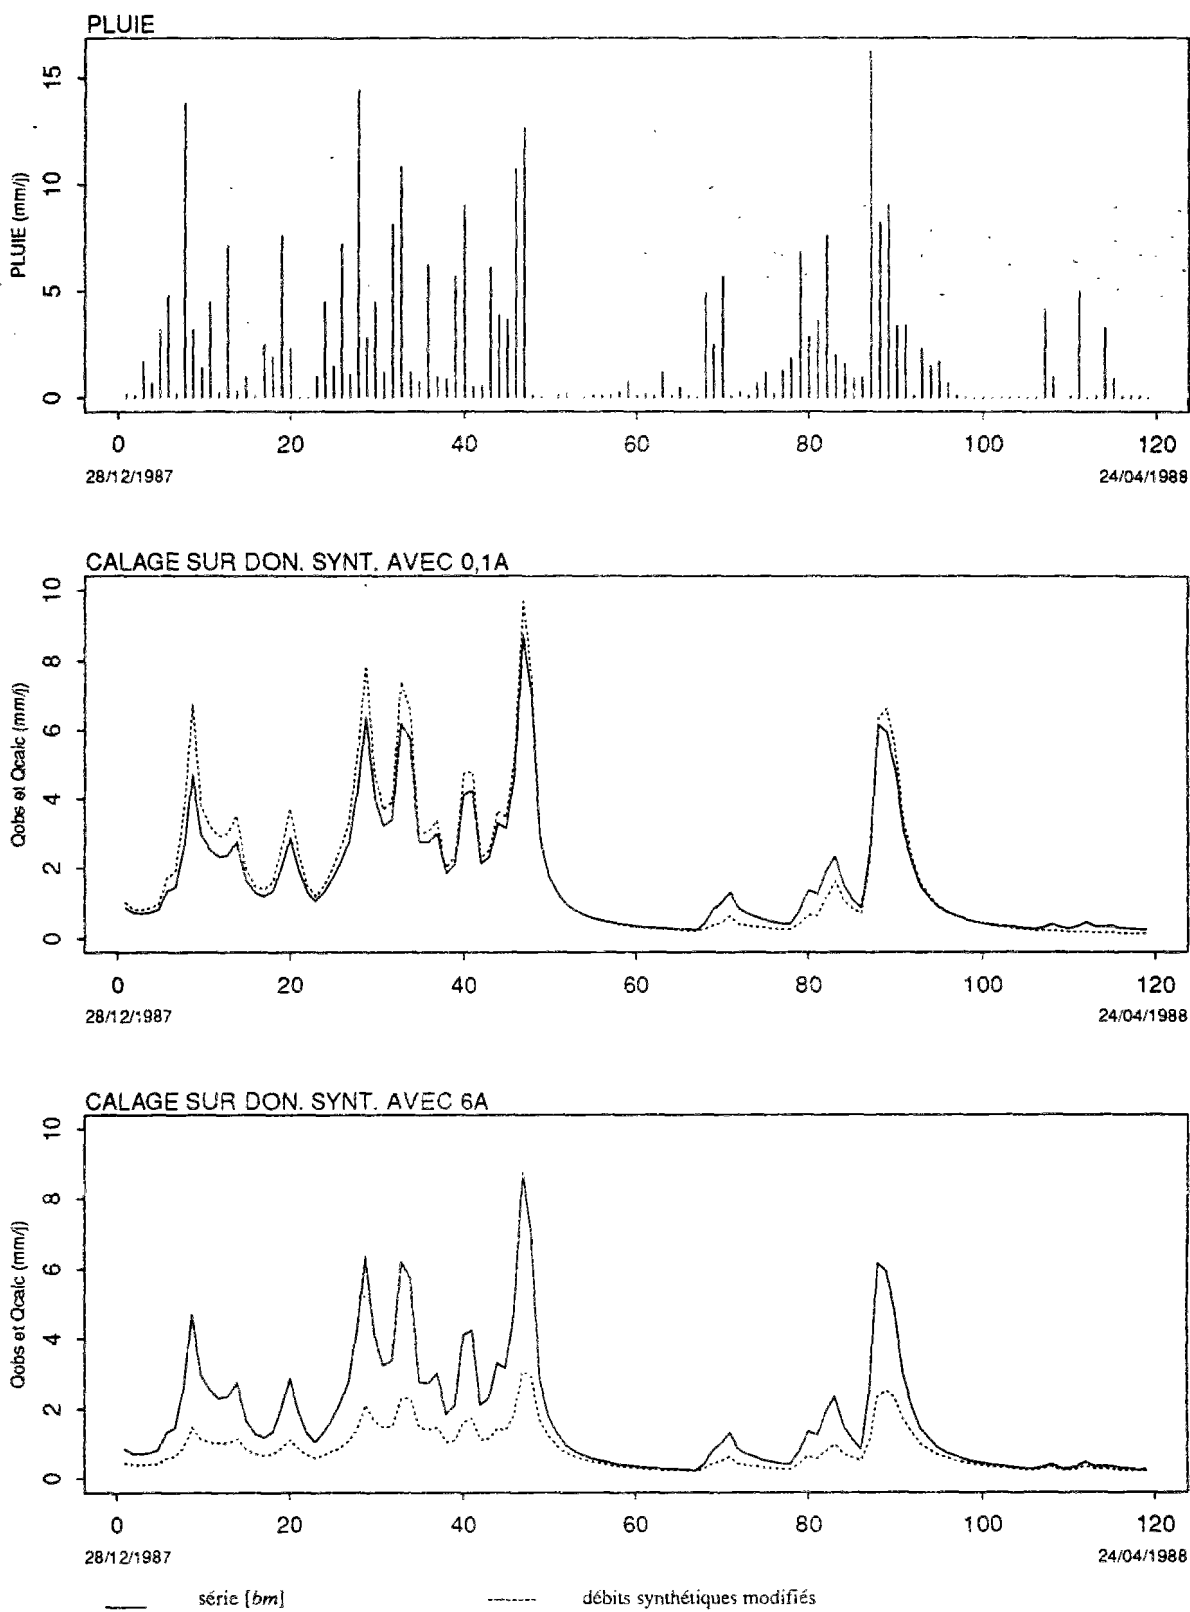 PLUIE
PLUIE (mm/j)
15
10
5
0
0 20 40 60 80 100 120
28/12/1987 24/04/1988
CALAGE SUR DON. SYNT. AVEC 0,1A
Qobs et Qcalc (mm/j)
10
8
6
4
2
0
0 20 40 60 80 100 120
28/12/1987 24/04/1988
CALAGE SUR DON. SYNT. AVEC 6A
Qobs et Qcalc (mm/j)
10
8
6
4
2
0
0 20 40 60 80 100 120
28/12/1987 24/04/1988
série [bm] débits synthétiques modifiés